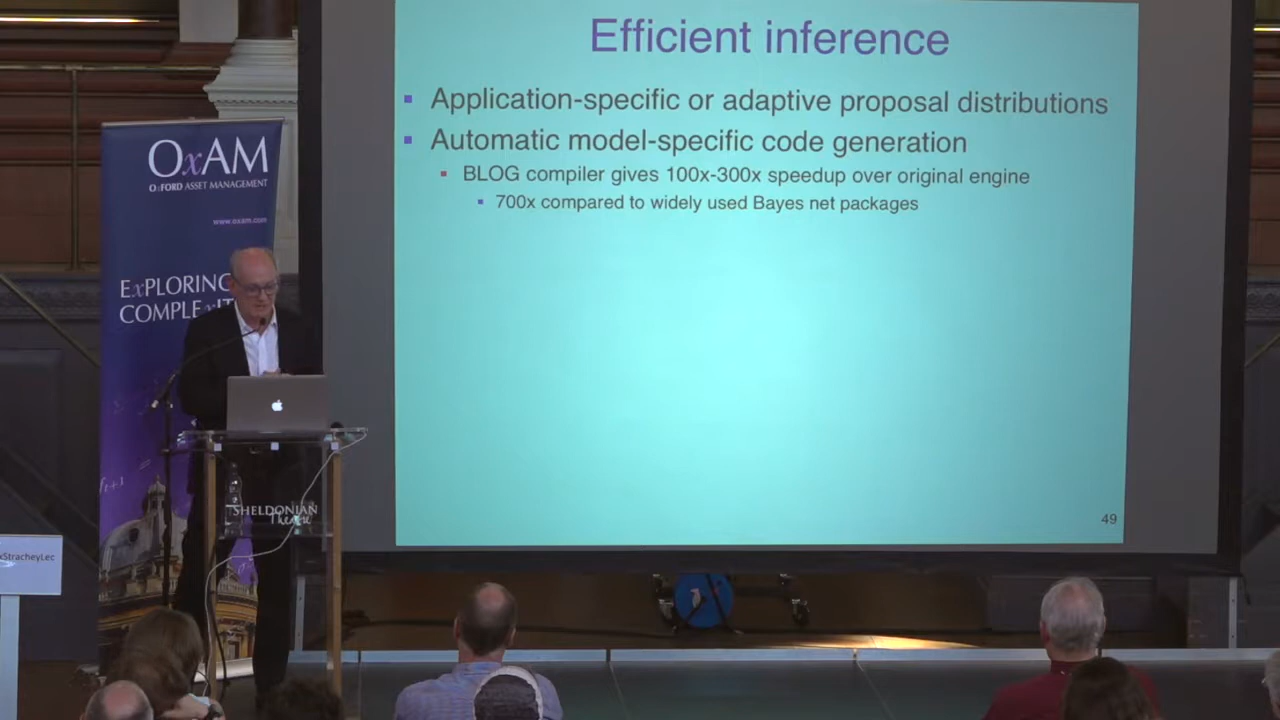 Efficient inference
▪ Application-specific or adaptive proposal distributions
▪ Automatic model-specific code generation
▪ BLOG compiler gives 100x-300x speedup over original engine
▪ 700x compared to widely used Bayes net packages
49
OxAM
OxFORD ASSET MANAGEMENT
www.oxam.com
ExPLORING
COMPLExIT
SHELDONIAN
Theatre
xStracheyLec